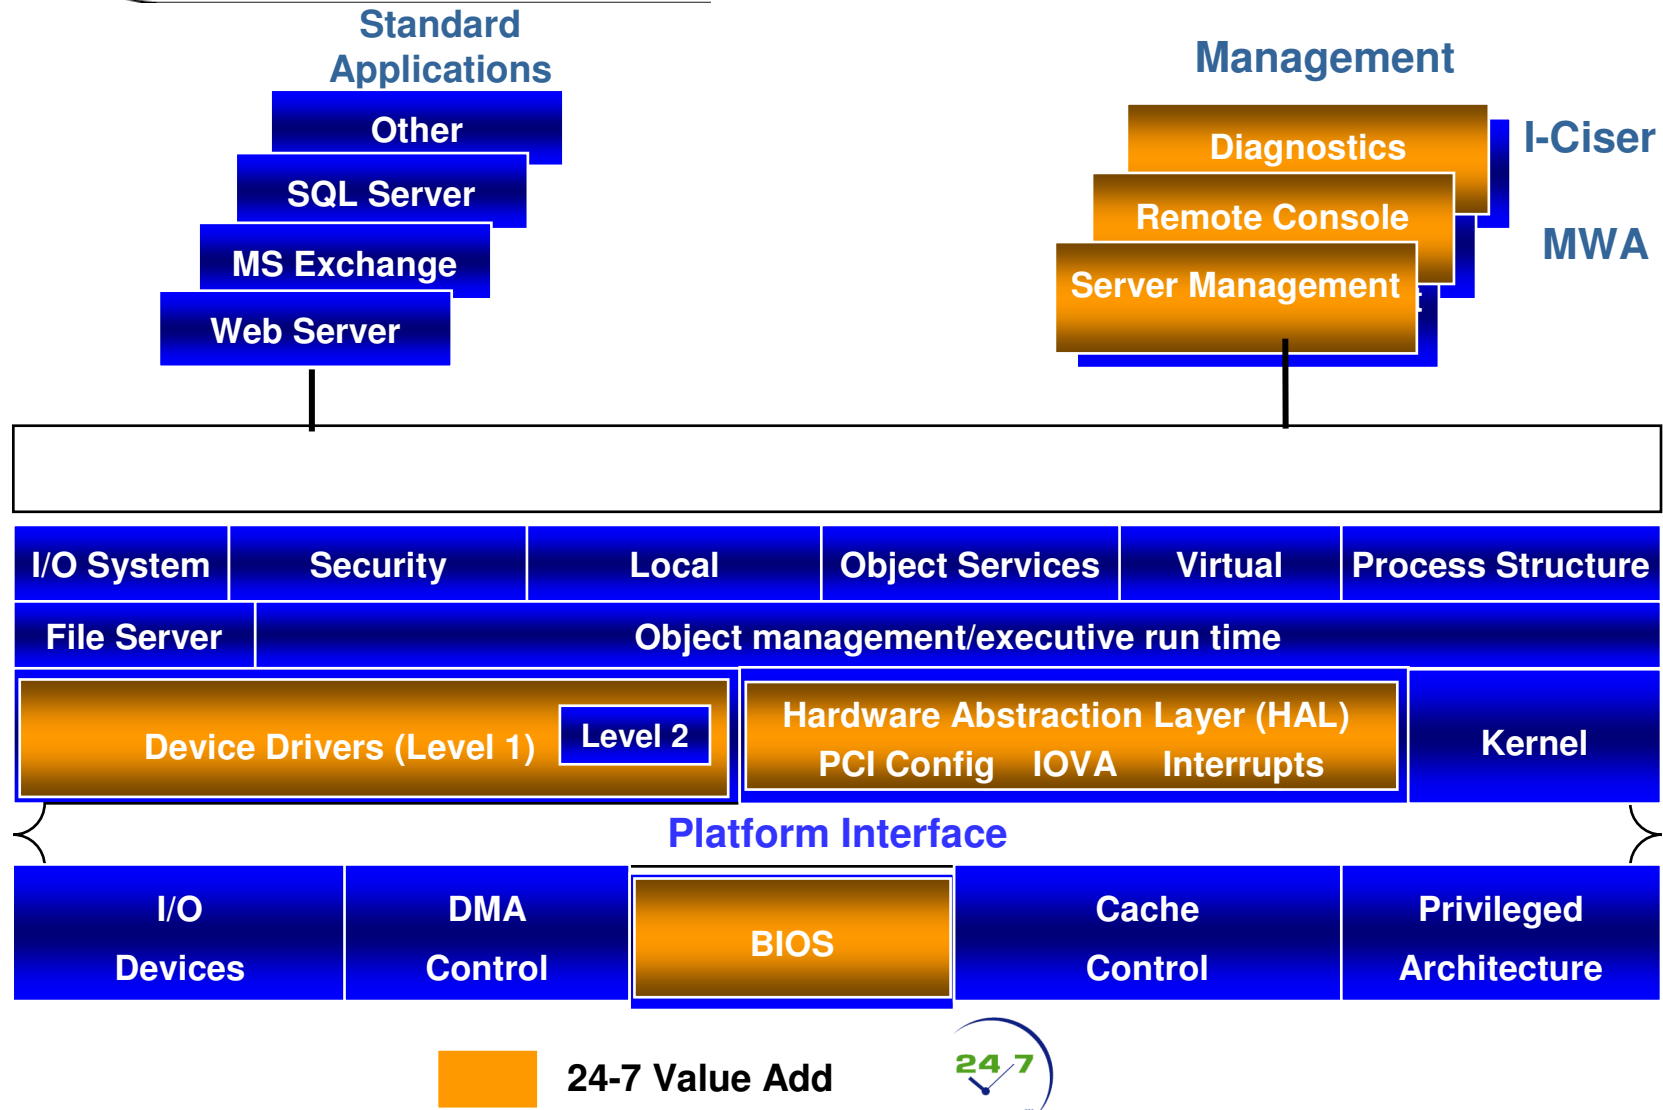 Standard
Applications
Management
Other
SQL Server
MS Exchange
Web Server
Diagnostics
Remote Console
Server Management
t
I-Ciser
MWA
I/O System
Security
Local
Object Services
Virtual
Process Structure
File Server
Object management/executive run time
Device Drivers (Level 1)
Level 2
Hardware Abstraction Layer (HAL)
PCI Config IOVA Interrupts
Kernel
Platform Interface
I/O
Devices
DMA
Control
BIOS
Cache
Control
Privileged
Architecture
24-7 Value Add
24 7